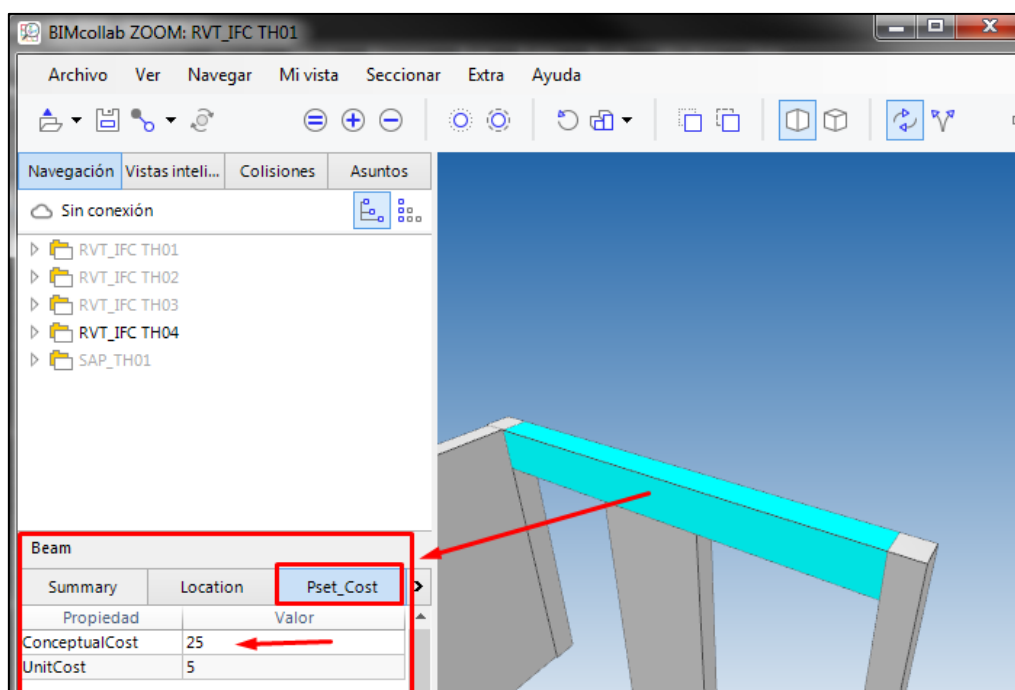 BIMcollab ZOOM: RVT_IFC TH01
Archivo Ver Navegar Mi vista Seccionar Extra Ayuda
Navegación Vistas inteli... Colisiones Asuntos
Sin conexión
RVT_IFC TH01
RVT_IFC TH02
RVT_IFC TH03
RVT_IFC TH04
SAP_TH01
Beam
Summary Location Pset_Cost
Propiedad Valor
ConceptualCost 25
UnitCost 5